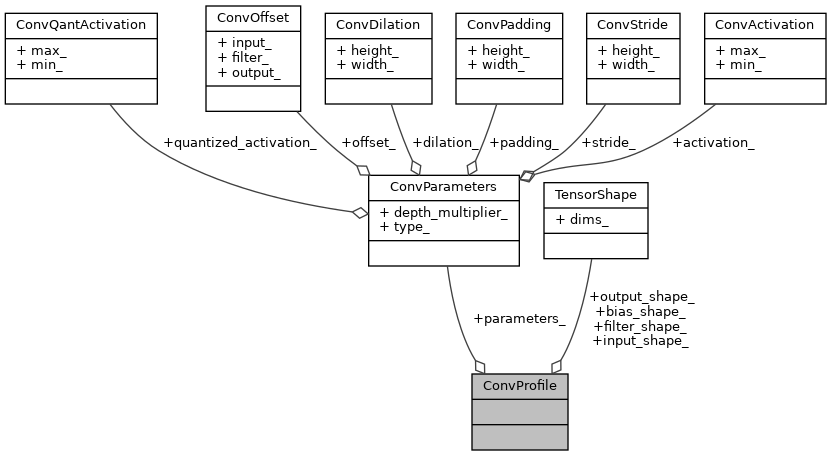 ConvQantActivation
+ max_
+ min_
ConvOffset
+ input_
+ filter_
+ output_
ConvDilation
+ height_
+ width_
ConvPadding
+ height_
+ width_
ConvStride
+ height_
+ width_
ConvActivation
+ max_
+ min_
+quantized_activation_
+offset_
+dilation_
+padding_
+stride_
+activation_
ConvParameters
+ depth_multiplier_
+ type_
TensorShape
+ dims_
+parameters_
+output_shape_
+bias_shape_
+filter_shape_
+input_shape_
ConvProfile